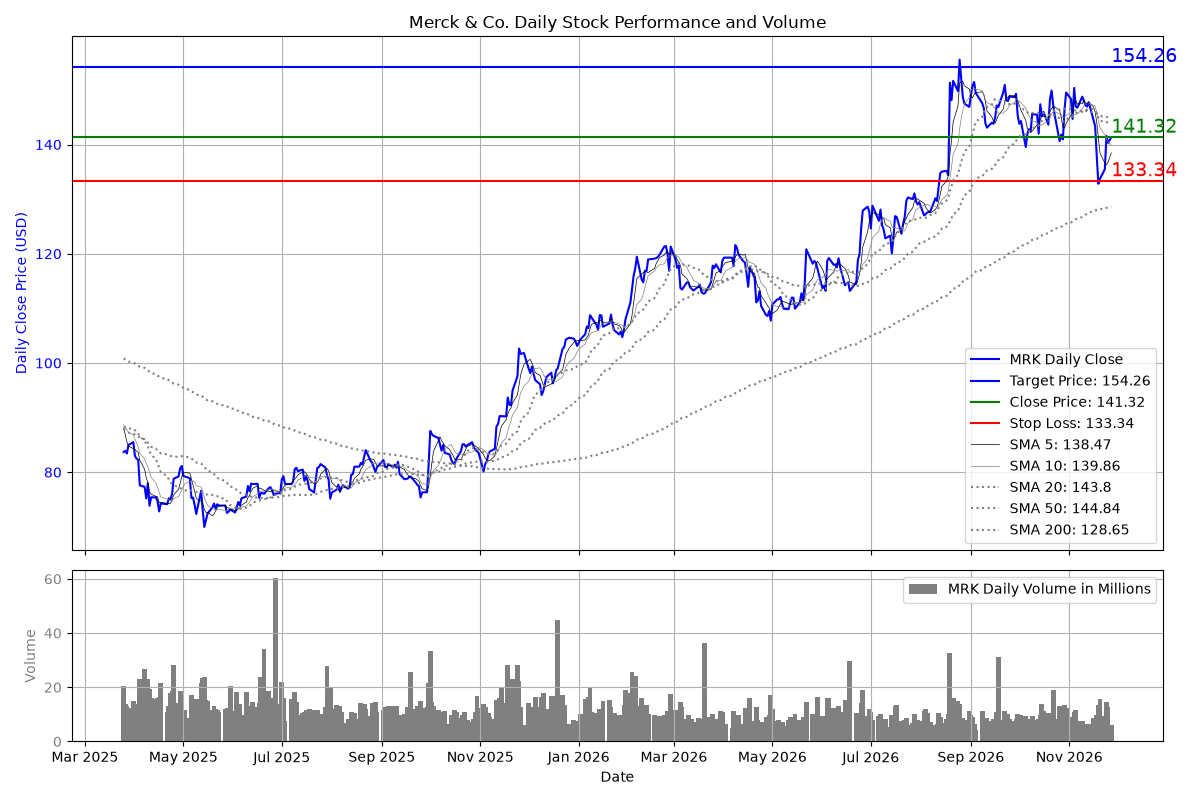 Merck & Co. Daily Stock Performance and Volume
154.26
141.32
133.34
Daily Close Price (USD)
140
120
100
80
MRK Daily Close
Target Price: 154.26
Close Price: 141.32
Stop Loss: 133.34
SMA 5: 138.47
SMA 10: 139.86
SMA 20: 143.8
SMA 50: 144.84
SMA 200: 128.65
Volume
60
40
20
0
MRK Daily Volume in Millions
Mar 2025 May 2025 Jul 2025 Sep 2025 Nov 2025 Jan 2026 Mar 2026 May 2026 Jul 2026 Sep 2026 Nov 2026
Date